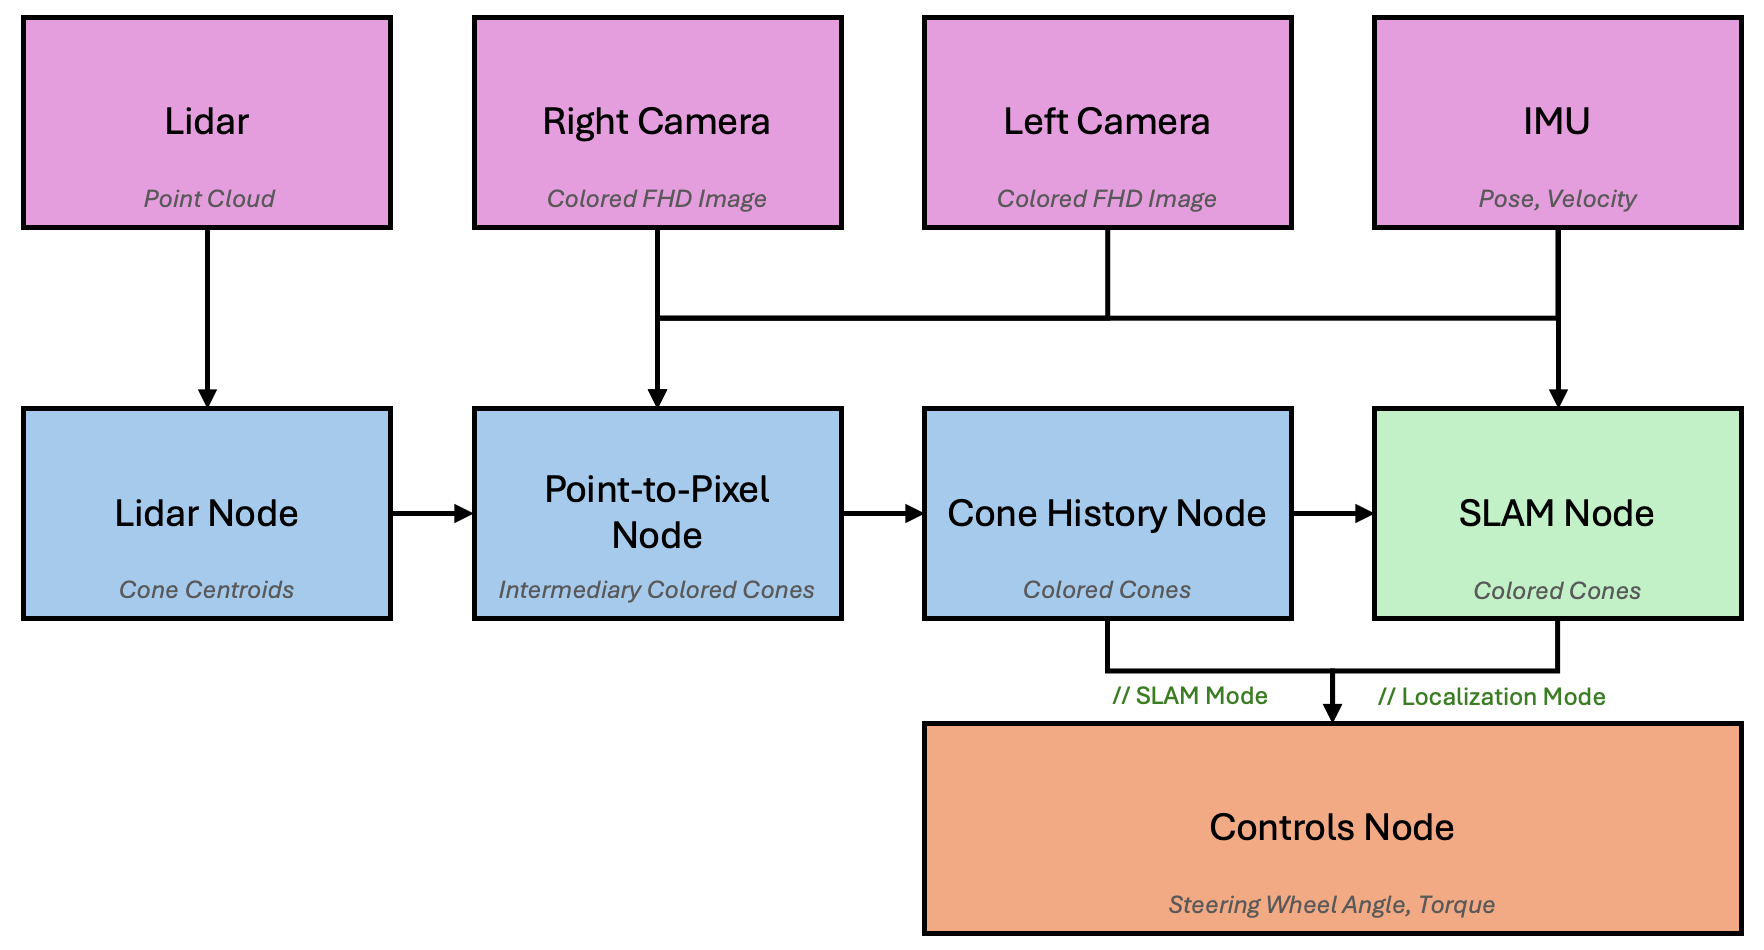 Lidar
Point Cloud
Right Camera
Colored FHD Image
Left Camera
Colored FHD Image
IMU
Pose, Velocity
Lidar Node
Cone Centroids
Point-to-Pixel
Node
Intermediary Colored Cones
Cone History Node
Colored Cones
SLAM Node
Colored Cones
// SLAM Mode
// Localization Mode
Controls Node
Steering Wheel Angle, Torque